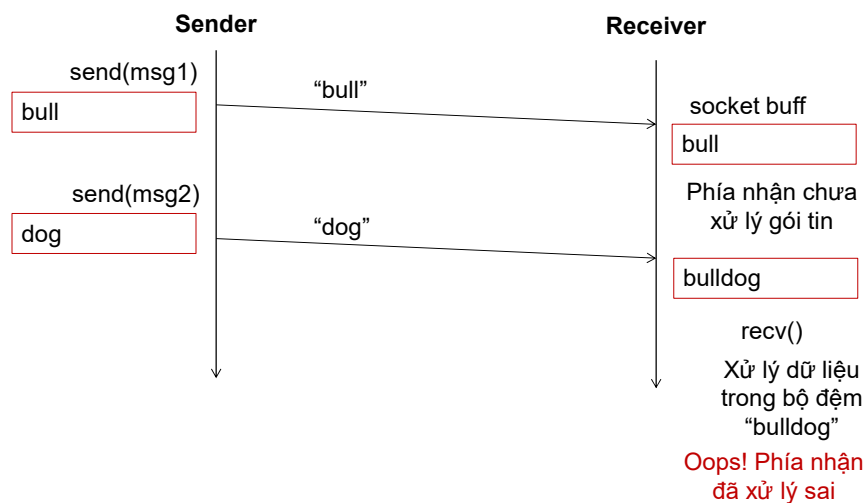 Sender
Receiver
send(msg1)
bull
“bull”
socket buff
bull
send(msg2)
dog
“dog”
Phía nhận chưa
xử lý gói tin
bulldog
recv()
Xử lý dữ liệu
trong bộ đệm
“bulldog”
Oops! Phía nhận
đã xử lý sai